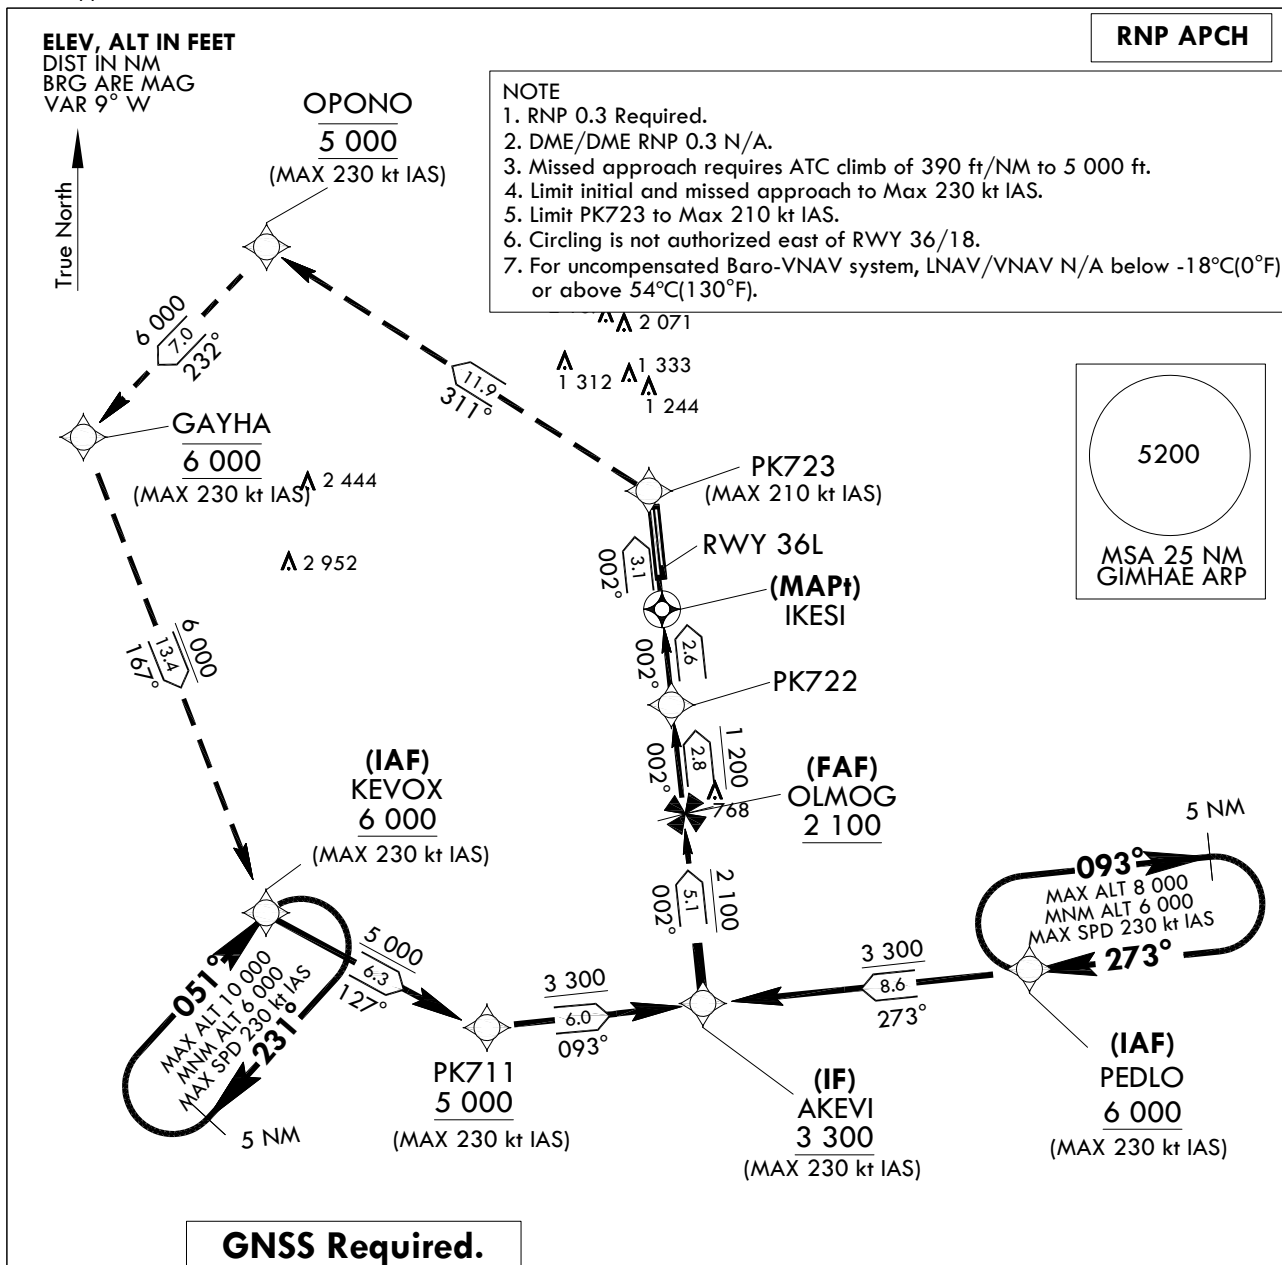 RNP APCH
ELEV, ALT IN FEET
DIST IN NM
BRG ARE MAG
VAR 9° W
True North
NOTE
1. RNP 0.3 Required.
2. DME/DME RNP 0.3 N/A.
3. Missed approach requires ATC climb of 390 ft/NM to 5 000 ft.
4. Limit initial and missed approach to Max 230 kt IAS.
5. Limit PK723 to Max 210 kt IAS.
6. Circling is not authorized east of RWY 36/18.
7. For uncompensated Baro-VNAV system, LNAV/VNAV N/A below -18°C(0°F)
or above 54°C(130°F).
OPONO
5 000
(MAX 230 kt IAS)
6 000
7.0
232°
2 071
1 312
1 333
1 244
11.9
311°
GAYHA
6 000
(MAX 230 kt IAS)
2 444
2 952
PK723
(MAX 210 kt IAS)
5200
MSA 25 NM
GIMHAE ARP
RWY 36L
3.1
002°
(MAPt)
IKESI
2.6
002°
PK722
6 000
13.4
167°
1 200
2.8
002°
768
(FAF)
OLMOG
2 100
(IAF)
KEVOX
6 000
(MAX 230 kt IAS)
2 100
5.1
002°
5 NM
093°
MAX ALT 8 000
MNM ALT 6 000
MAX SPD 230 kt IAS
273°
051°
MAX ALT 10 000
MNM ALT 6 000
MAX SPD 230 kt IAS
231°
5 NM
5 000
6.3
127°
3 300
6.0
093°
3 300
8.6
273°
PK711
5 000
(MAX 230 kt IAS)
(IF)
AKEVI
3 300
(MAX 230 kt IAS)
(IAF)
PEDLO
6 000
(MAX 230 kt IAS)
GNSS Required.